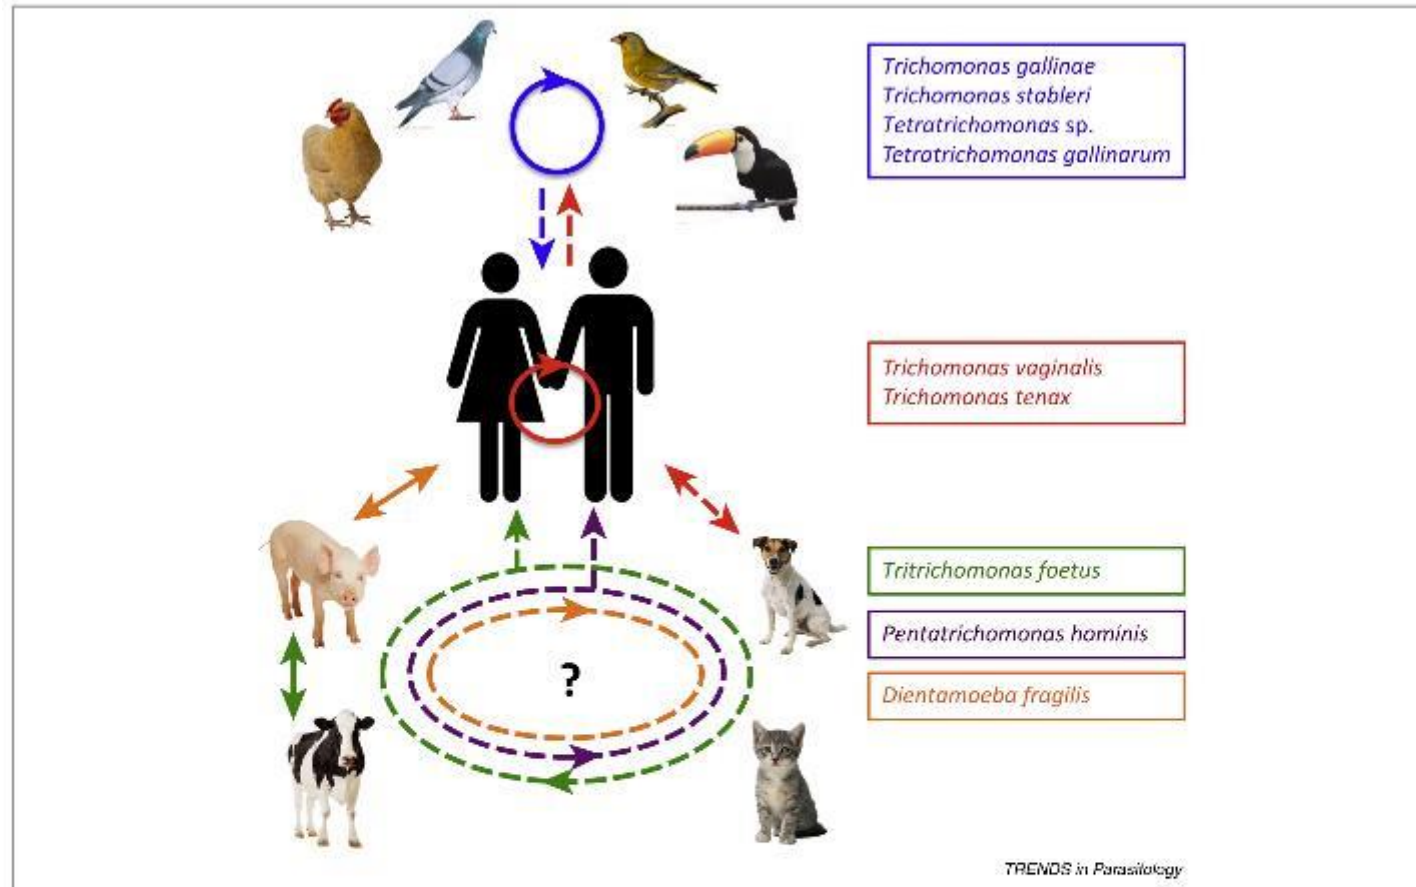 Trichomonas gallinae
Trichomonas stableri
Tetratrichomonas sp.
Tetratrichomonas gallinarum
Trichomonas vaginalis
Trichomonas tenax
Tritrichomonas foetus
Pentatrichomonas hominis
?
Dientamoeba fragilis
TRENDS in Parasitology